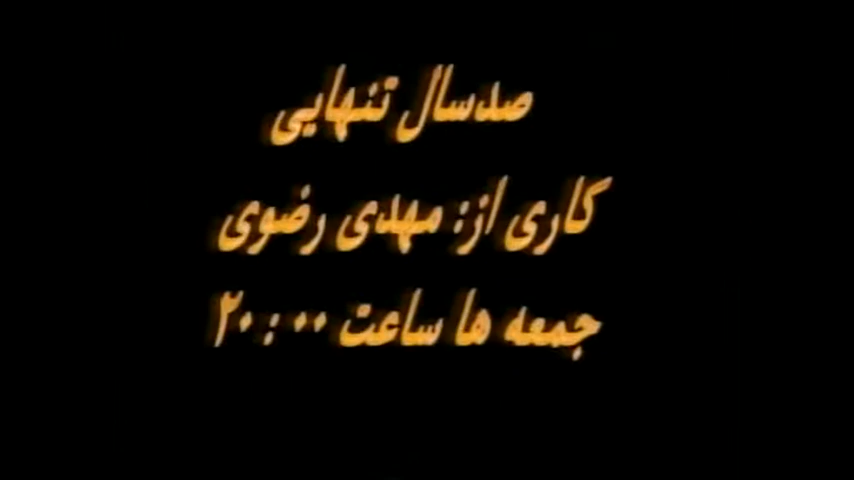 صدسال تنهایی
کاری از: مهدی رضوی
جمعه ها ساعت ۲۰:۰۰